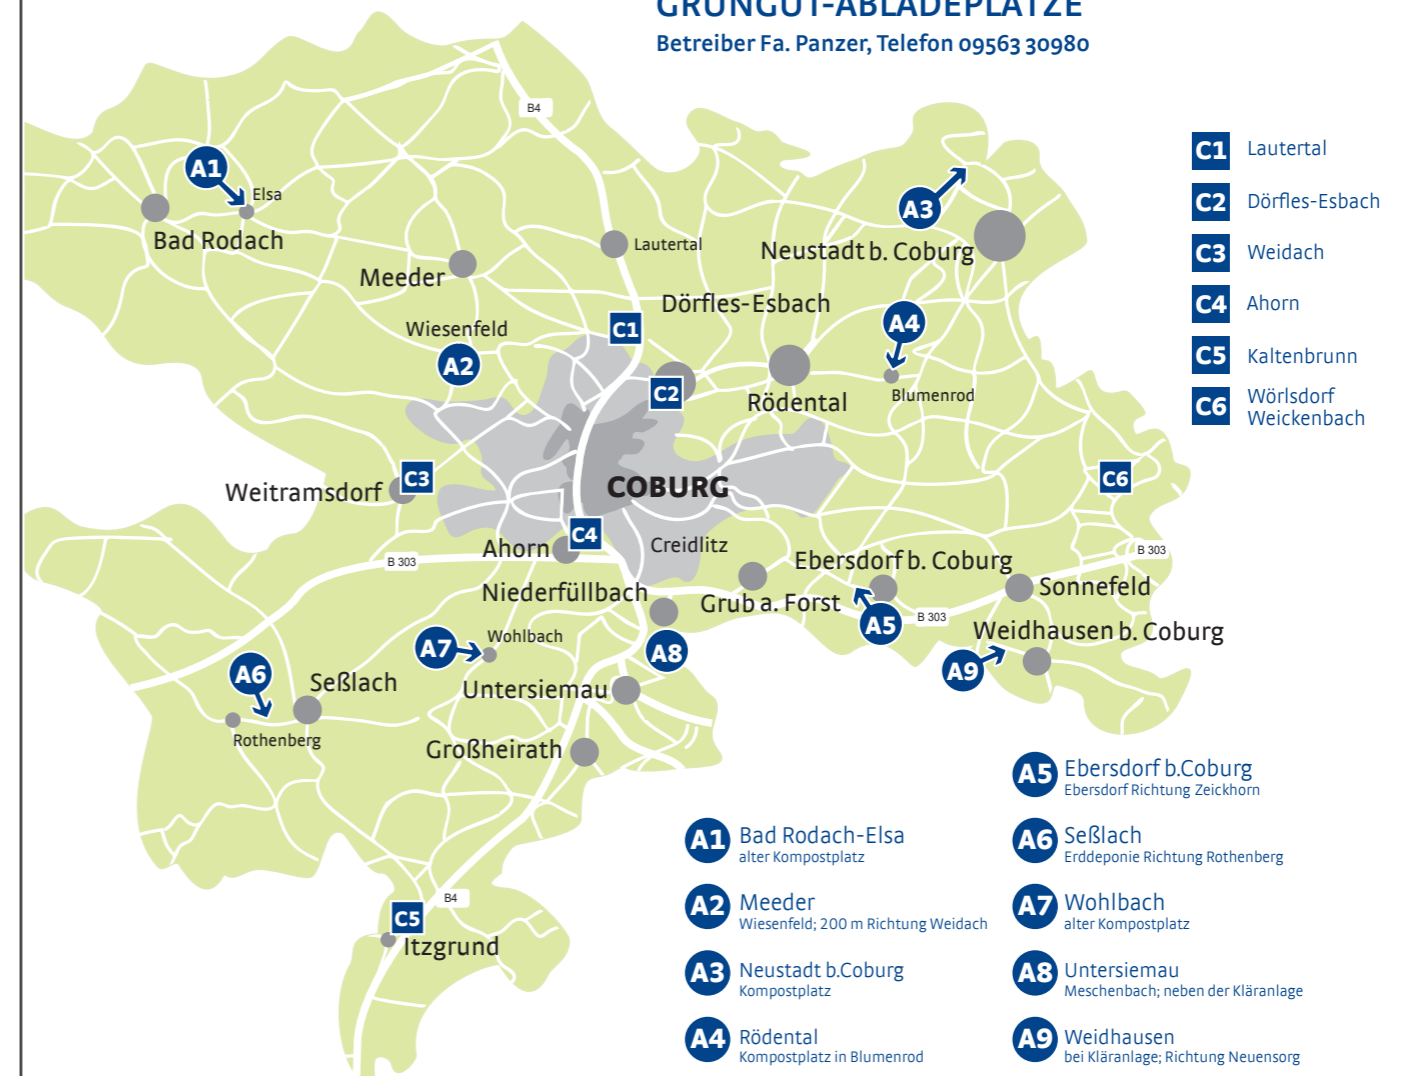 GRÜNGUT-ABLADEPLÄTZE
Betreiber Fa. Panzer, Telefon 09563 30980
B4
A1
Elsa
Bad Rodach
Meeder
Lautertal
A3
Neustadt b. Coburg
Dörfles-Esbach
Wiesenfeld
A2
C1
A4
C2
Rödental
Blumenrod
Weitramsdorf
C3
COBURG
C6
C4
Ahorn
Creidlitz
B 303
B 303
Ebersdorf b. Coburg
Sonnefeld
Niederfüllbach
Grub a. Forst
A5
B 303
Weidhausen b. Coburg
A7
Wohlbach
A8
A9
A6
Seßlach
Untersiemau
Rothenberg
Großheirath
B4
C5
Itzgrund
C1 Lautertal
C2 Dörfles-Esbach
C3 Weidach
C4 Ahorn
C5 Kaltenbrunn
C6 Wörlsdorf
Weickenbach
A1 Bad Rodach-Elsa
alter Kompostplatz
A2 Meeder
Wiesenfeld; 200 m Richtung Weidach
A3 Neustadt b.Coburg
Kompostplatz
A4 Rödental
Kompostplatz in Blumenrod
A5 Ebersdorf b.Coburg
Ebersdorf Richtung Zeickhorn
A6 Seßlach
Erddeponie Richtung Rothenberg
A7 Wohlbach
alter Kompostplatz
A8 Untersiemau
Meschenbach; neben der Kläranlage
A9 Weidhausen
bei Kläranlage; Richtung Neuensorg